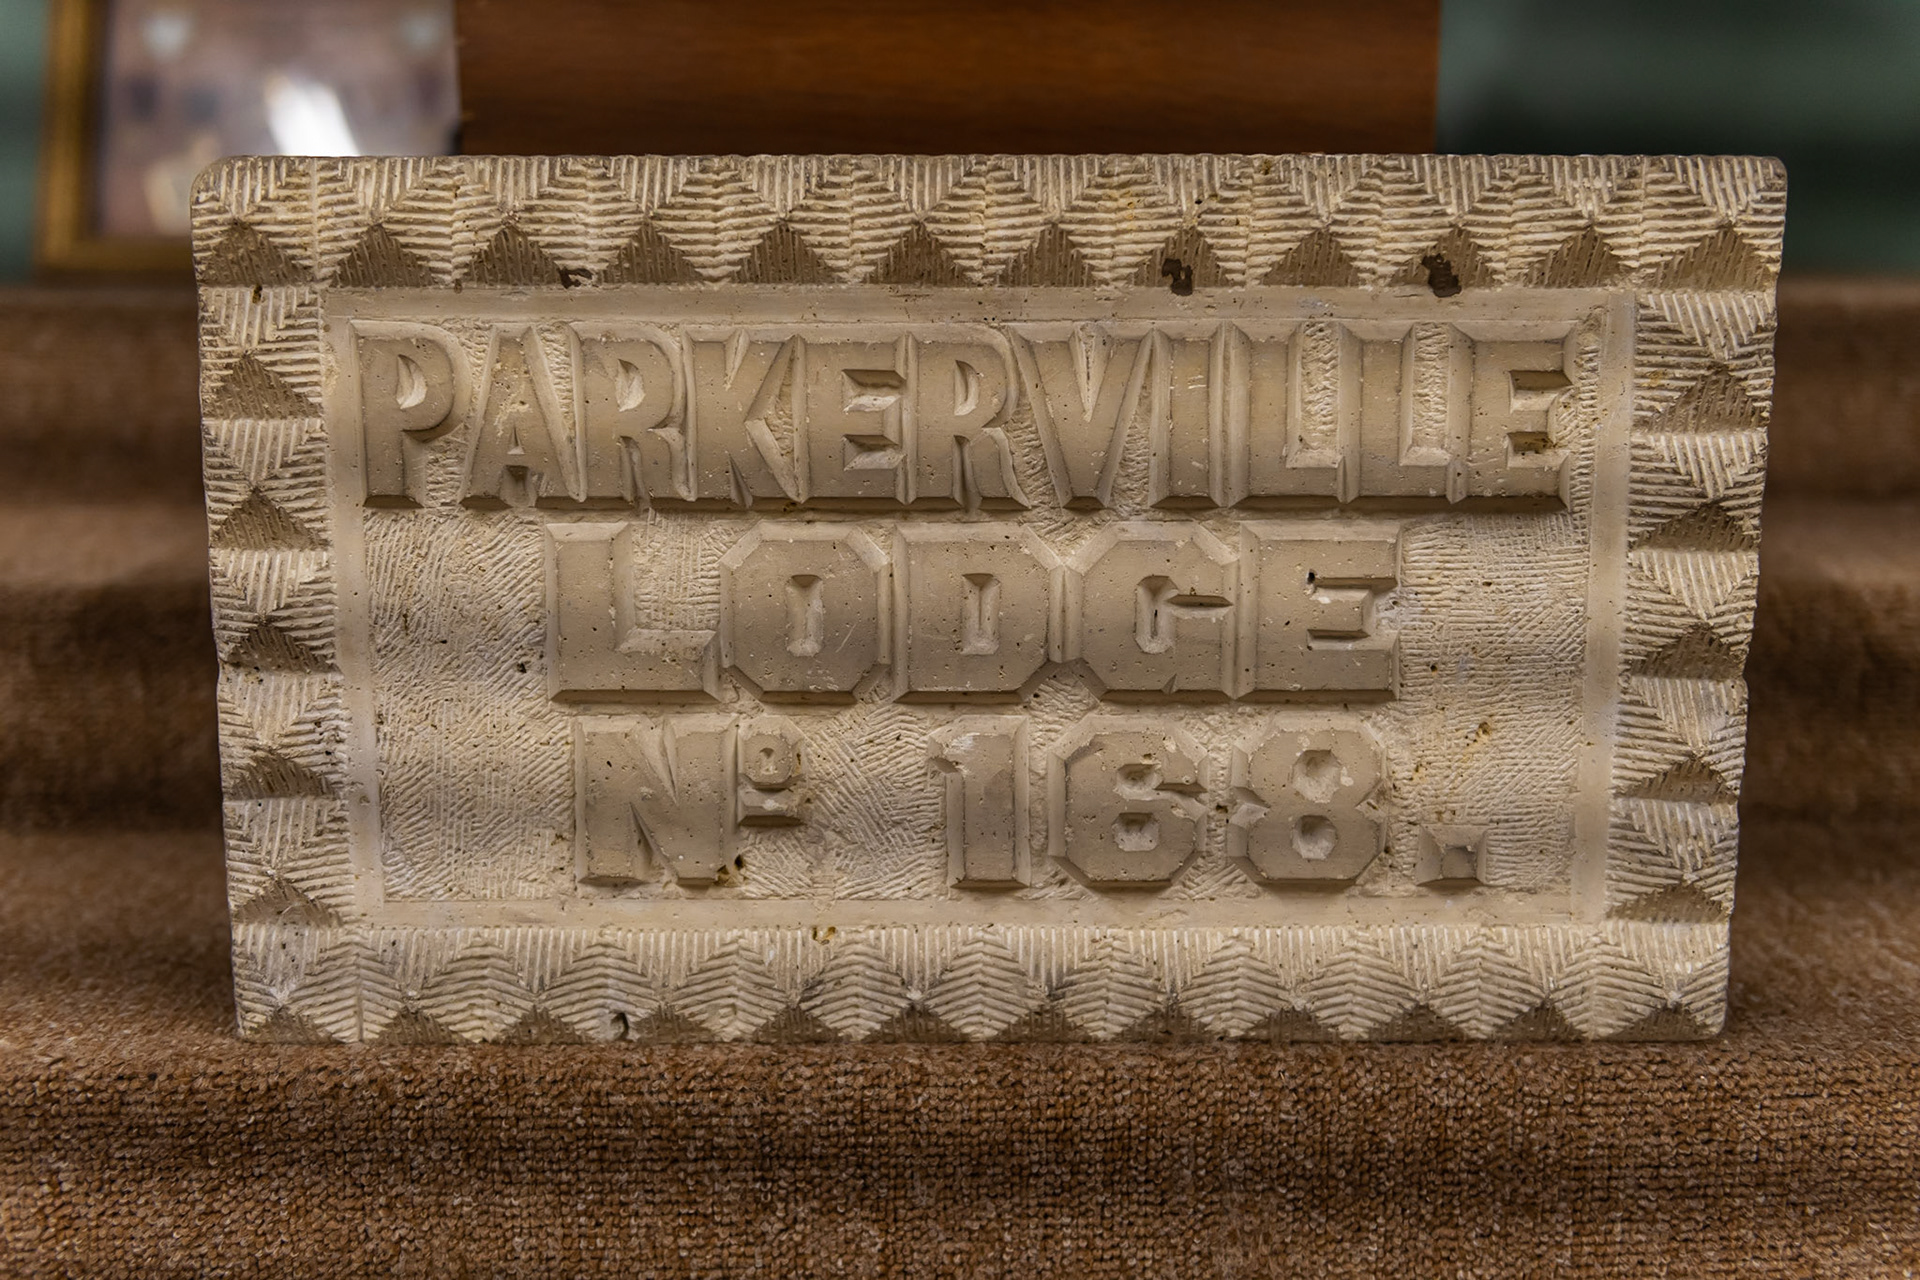 PARKERVILLE
LODGE
Nº 168.